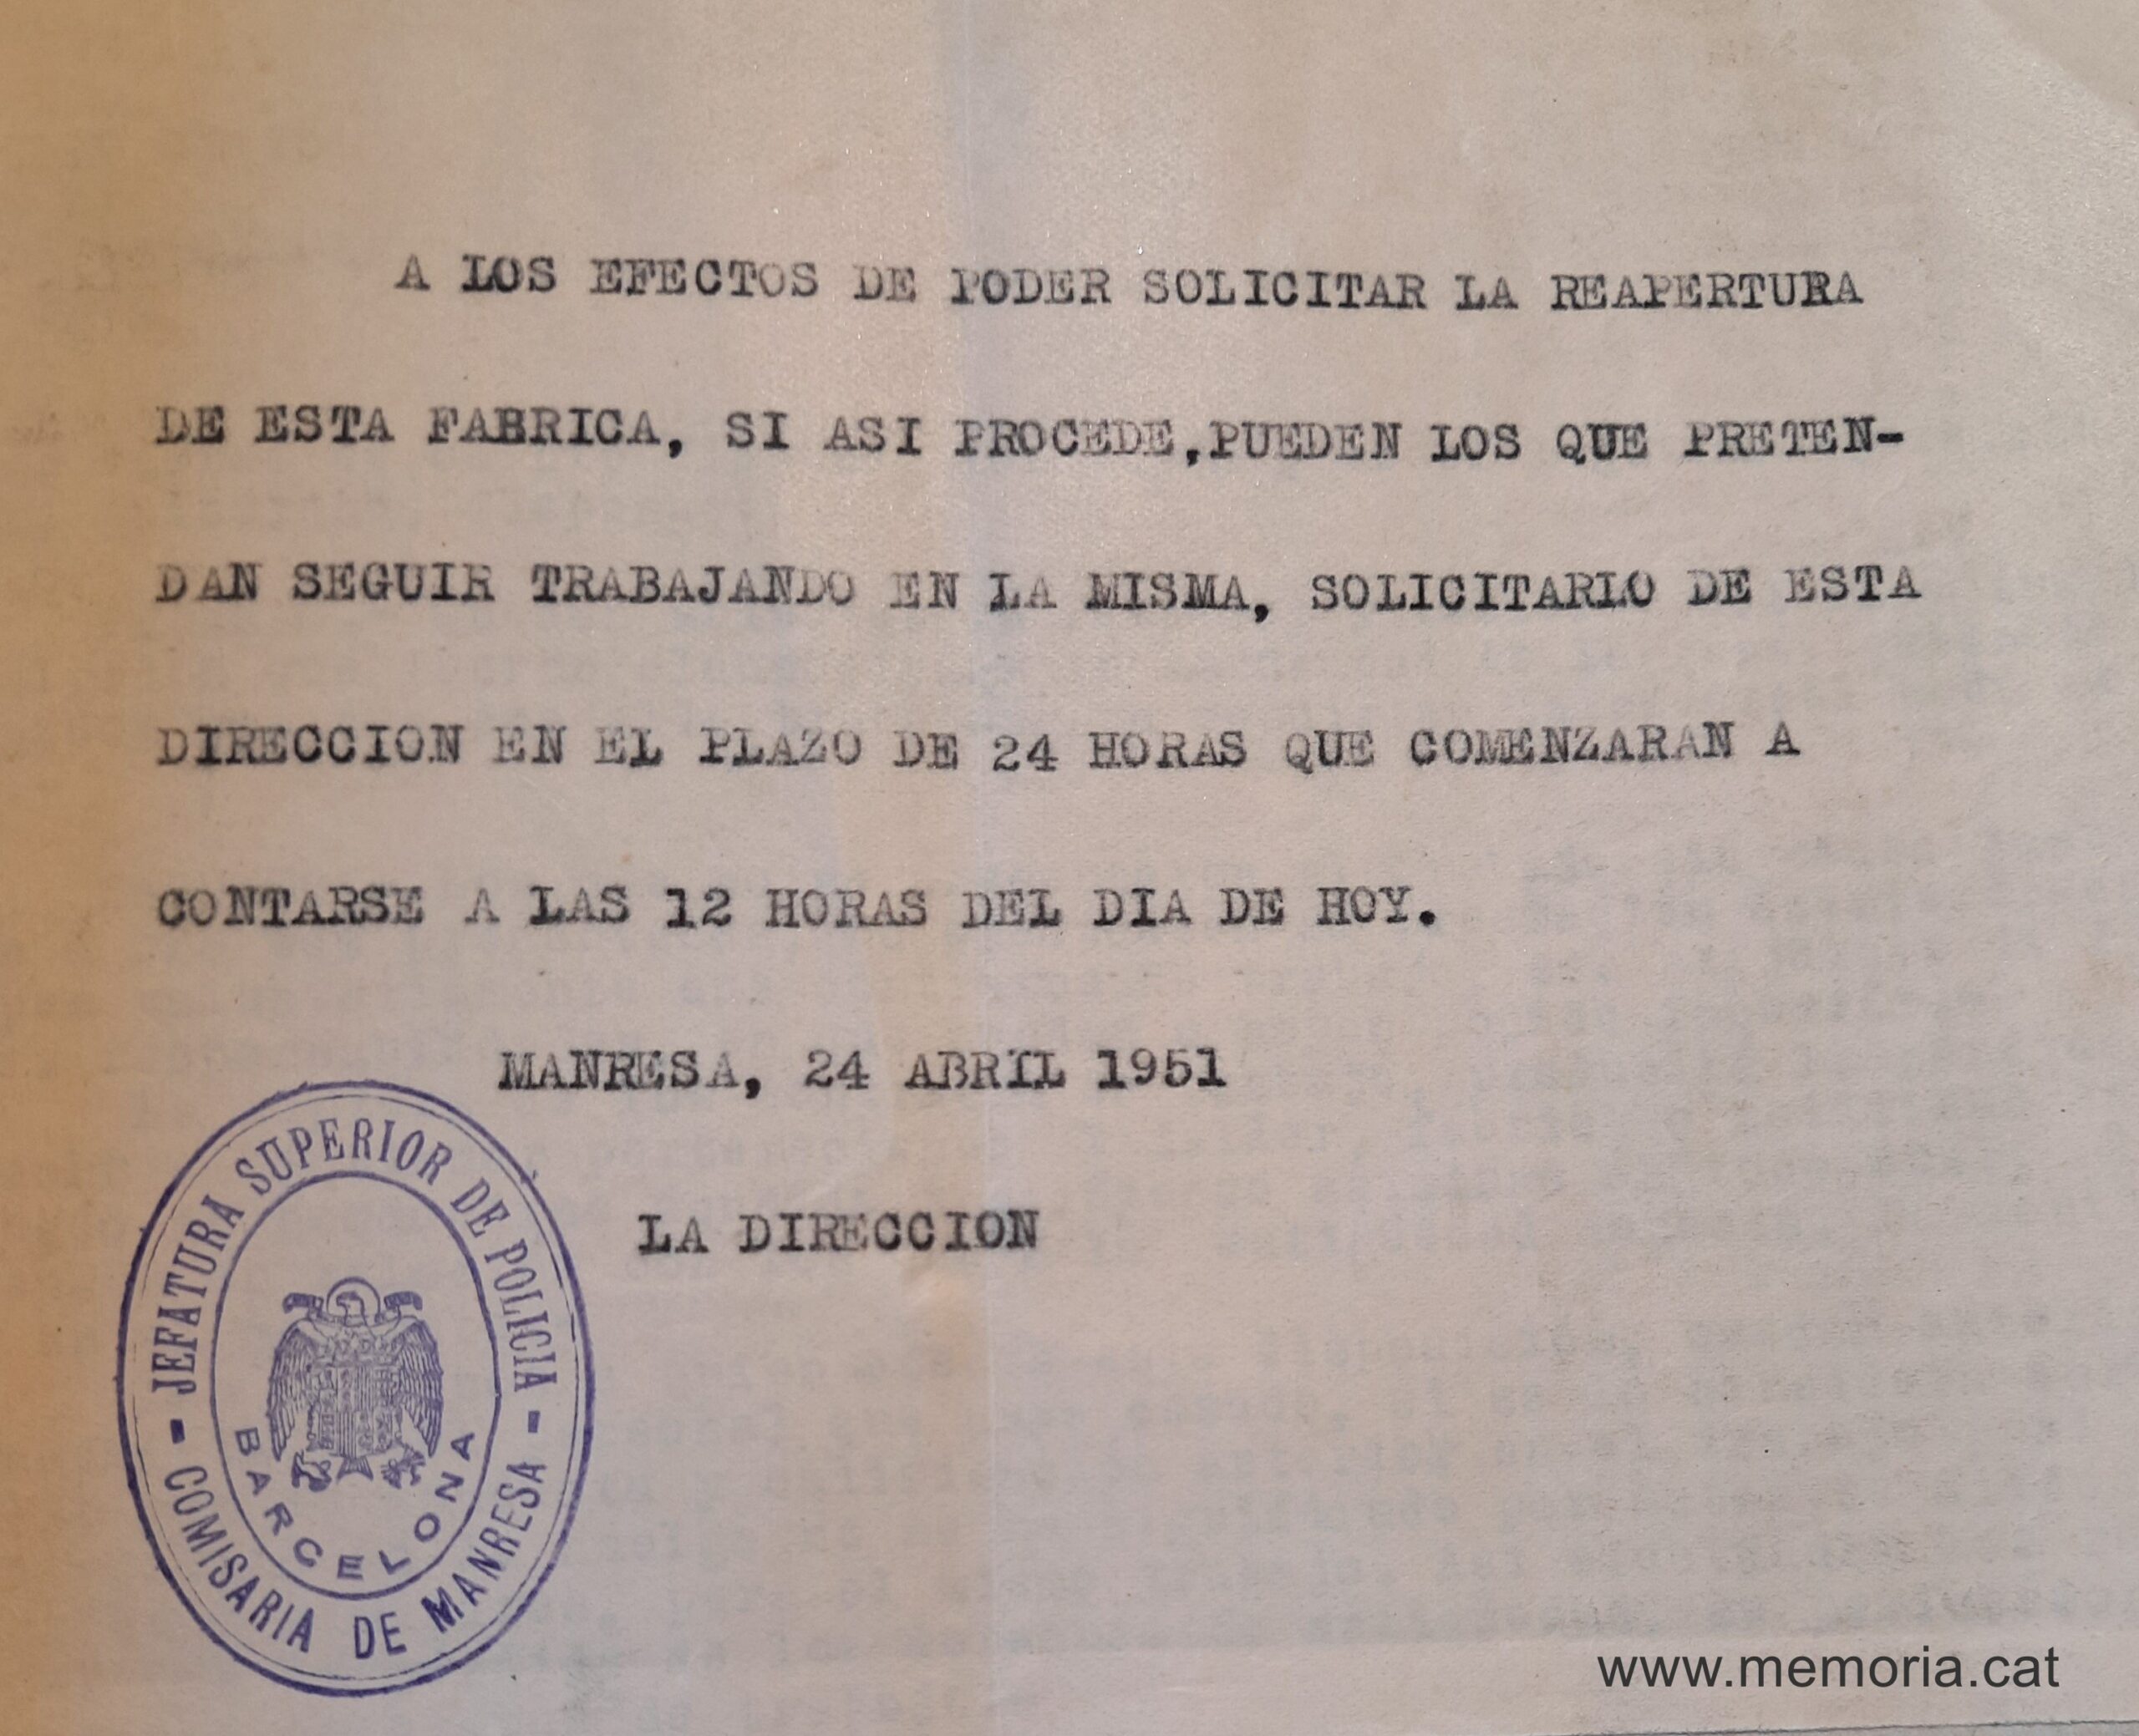 A LOS EFECTOS DE PODER SOLICITAR LA REAPERTURA
DE ESTA FABRICA, SI ASI PROCEDE,PUEDEN LOS QUE PRETEN-
DAN SEGUIR TRABAJANDO EN LA MISMA, SOLICITARLO DE ESTA
DIRECCION EN EL PLAZO DE 24 HORAS QUE COMENZARAN A
CONTARSE A LAS 12 HORAS DEL DIA DE HOY.
MANRESA, 24 ABRIL 1951
LA DIRECCION
JEFATURA SUPERIOR DE POLICIA
BARCELONA
- COMISARIA DE MANRESA -
www.memoria.cat